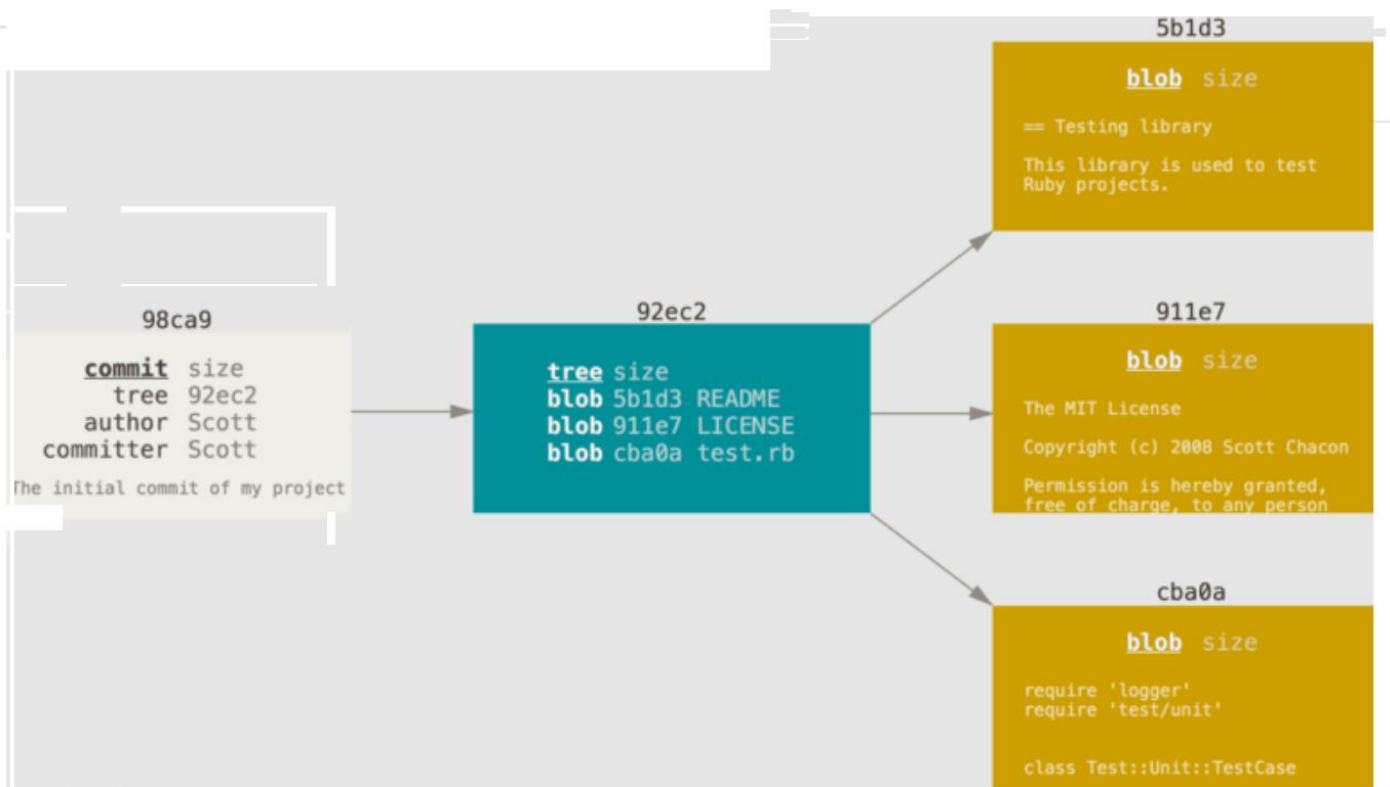 98ca9
commit size
tree 92ec2
author Scott
committer Scott
The initial commit of my project
92ec2
tree size
blob 5b1d3 README
blob 911e7 LICENSE
blob cba0a test.rb
5b1d3
blob size
== Testing library
This library is used to test
Ruby projects.
911e7
blob size
The MIT License
Copyright (c) 2008 Scott Chacon
Permission is hereby granted,
free of charge, to any person
cba0a
blob size
require 'logger'
require 'test/unit'
class Test::Unit::TestCase